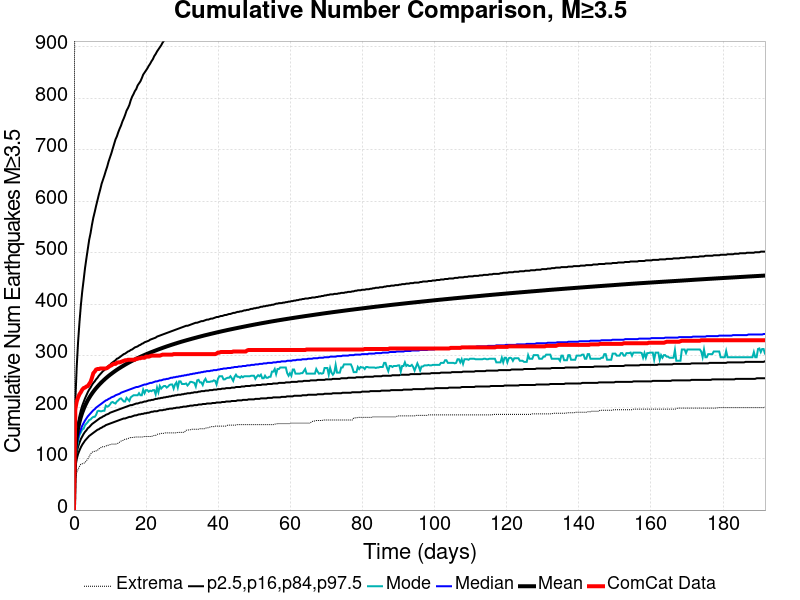 Cumulative Number Comparison, M≥3.5
Cumulative Num Earthquakes M≥3.5
900
800
700
600
500
400
300
200
100
0
0 20 40 60 80 100 120 140 160 180
Time (days)
Extrema p2.5,p16,p84,p97.5 Mode Median Mean ComCat Data